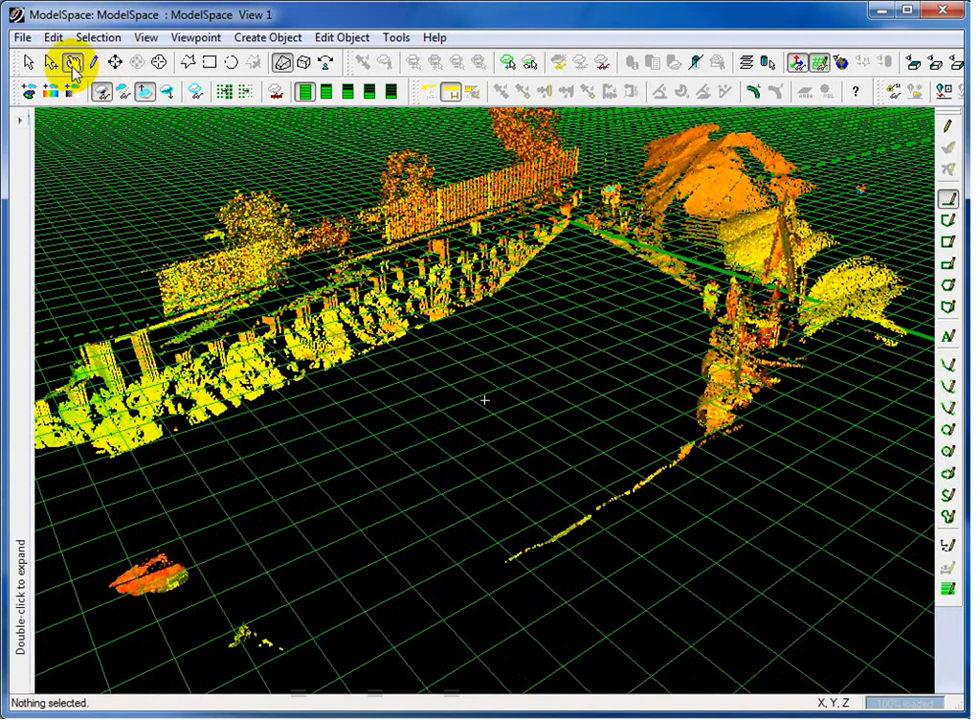 ModelSpace: ModelSpace : ModelSpace View 1
File Edit Selection View Viewpoint Create Object Edit Object Tools Help
Double-click to expand
Nothing selected.
X, Y, Z